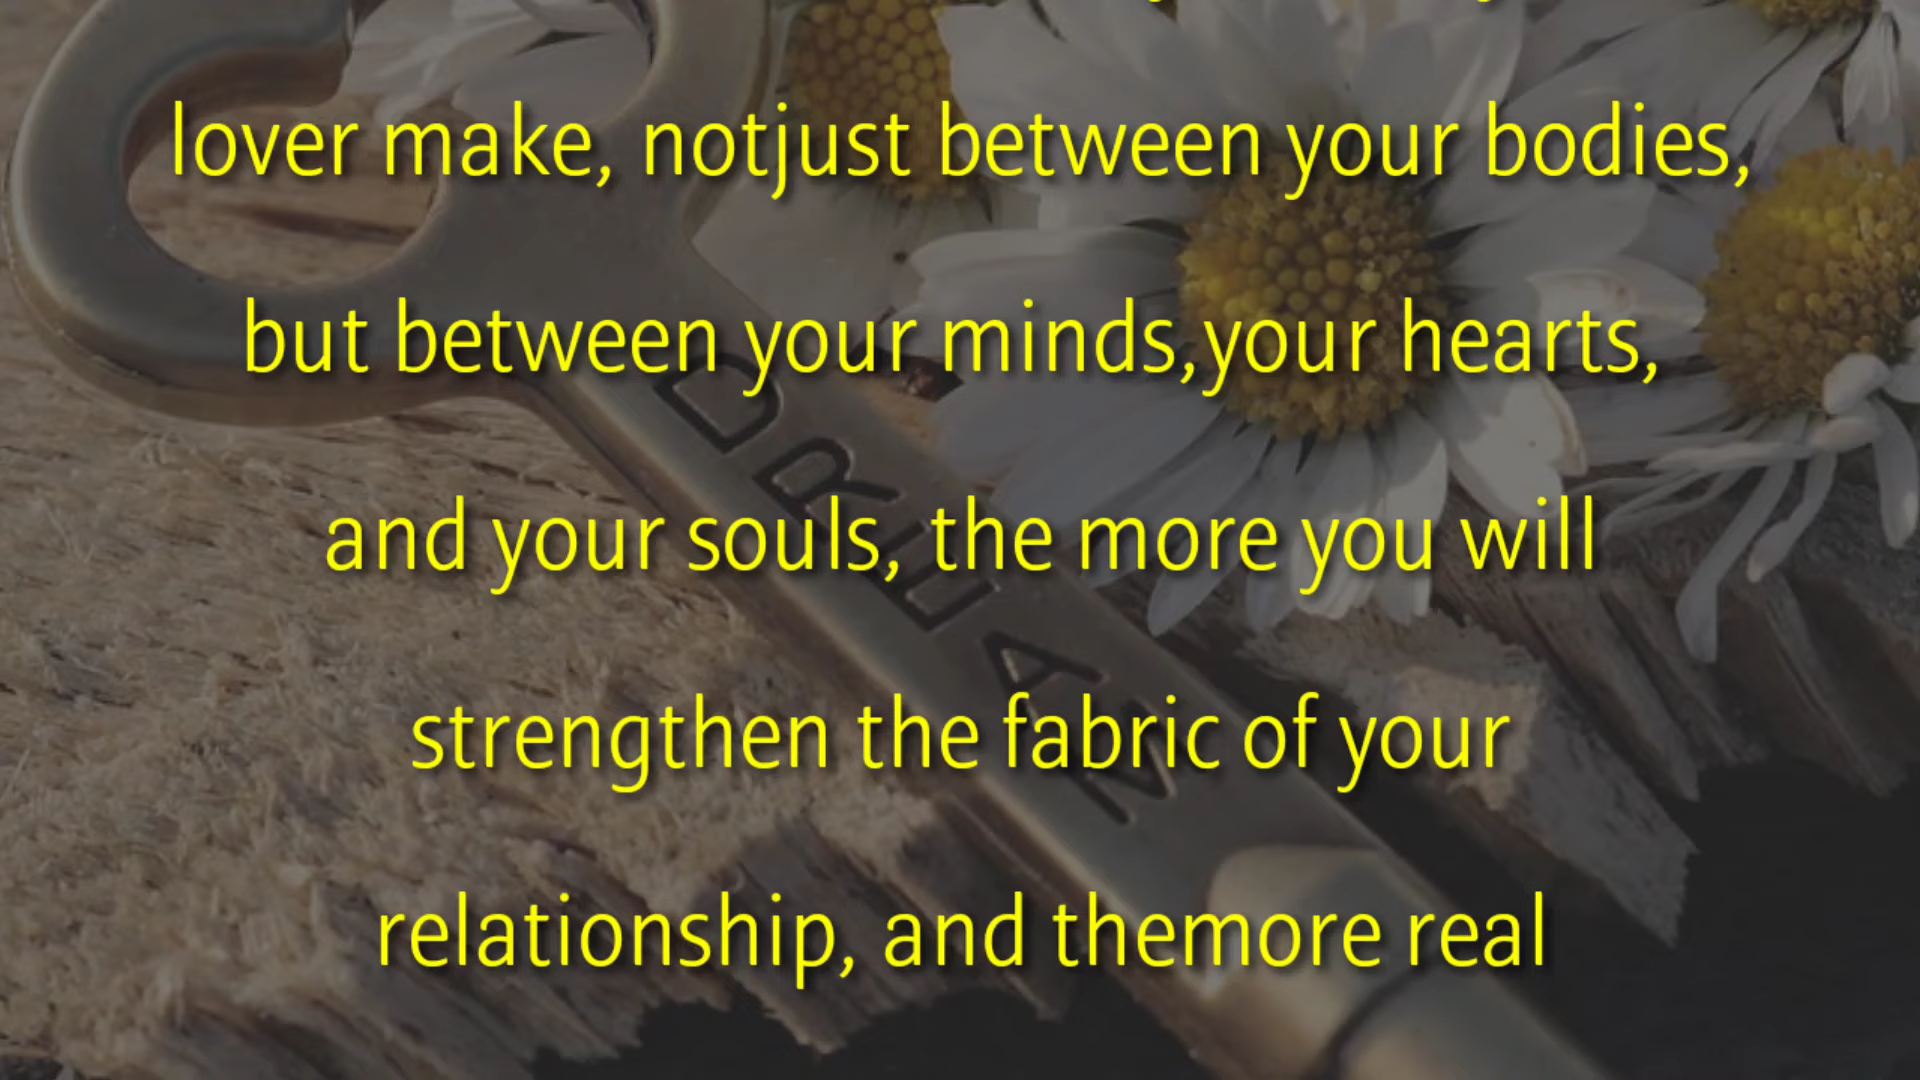 lover make, notjust between your bodies,
but between your minds,your hearts,
and your souls, the more you will
strengthen the fabric of your
relationship, and themore real
DREAM